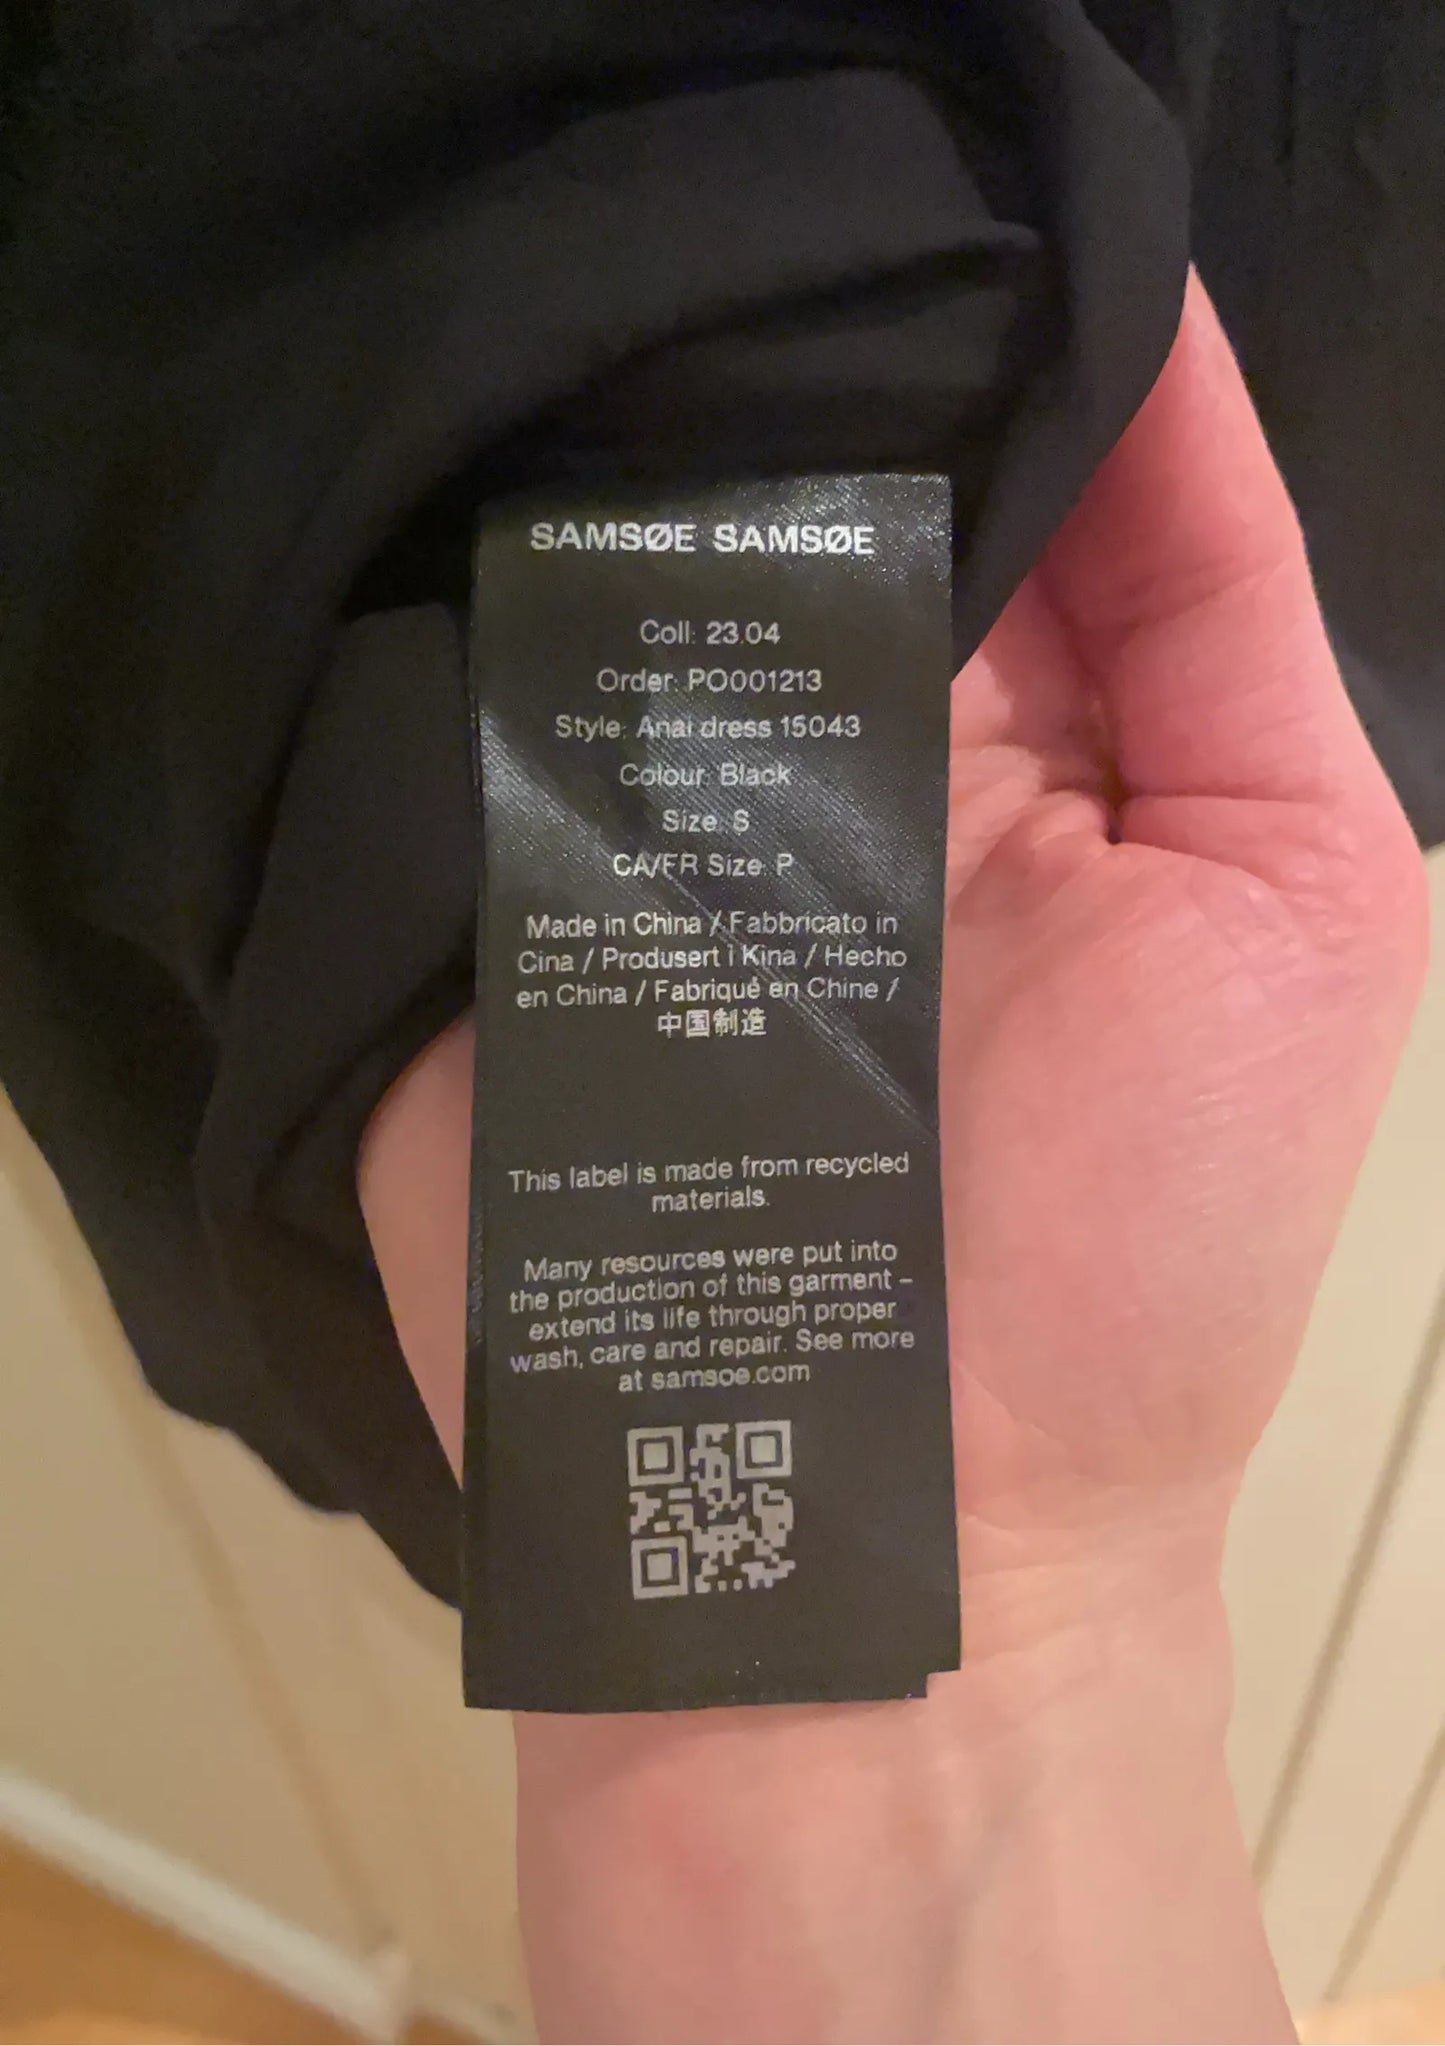 SAMSØE SAMSØE
Coll: 23.04
Order: PO001213
Style: Anai dress 15043
Colour: Black
Size: S
CA/FR Size: P
Made in China / Fabbricato in
Cina / Produsert i Kina / Hecho
en China / Fabriqué en Chine /
中国制造
This label is made from recycled
materials.
Many resources were put into
the production of this garment –
extend its life through proper
wash, care and repair. See more
at samsoe.com